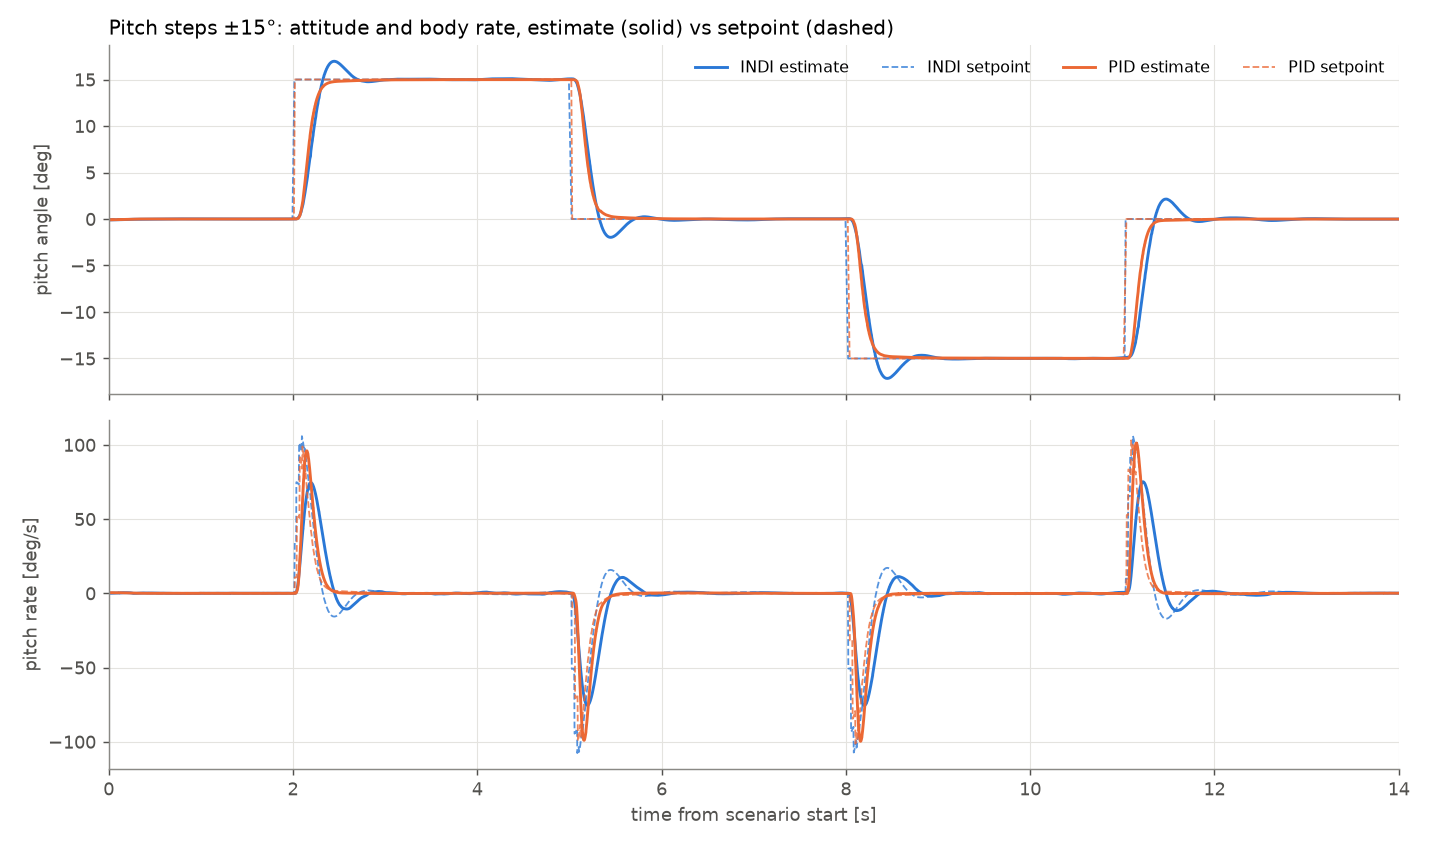 Pitch steps ±15°: attitude and body rate, estimate (solid) vs setpoint (dashed)
INDI estimate INDI setpoint PID estimate PID setpoint
pitch angle [deg]
15
10
5
0
−5
−10
−15
pitch rate [deg/s]
100
50
0
−50
−100
0 2 4 6 8 10 12 14
time from scenario start [s]